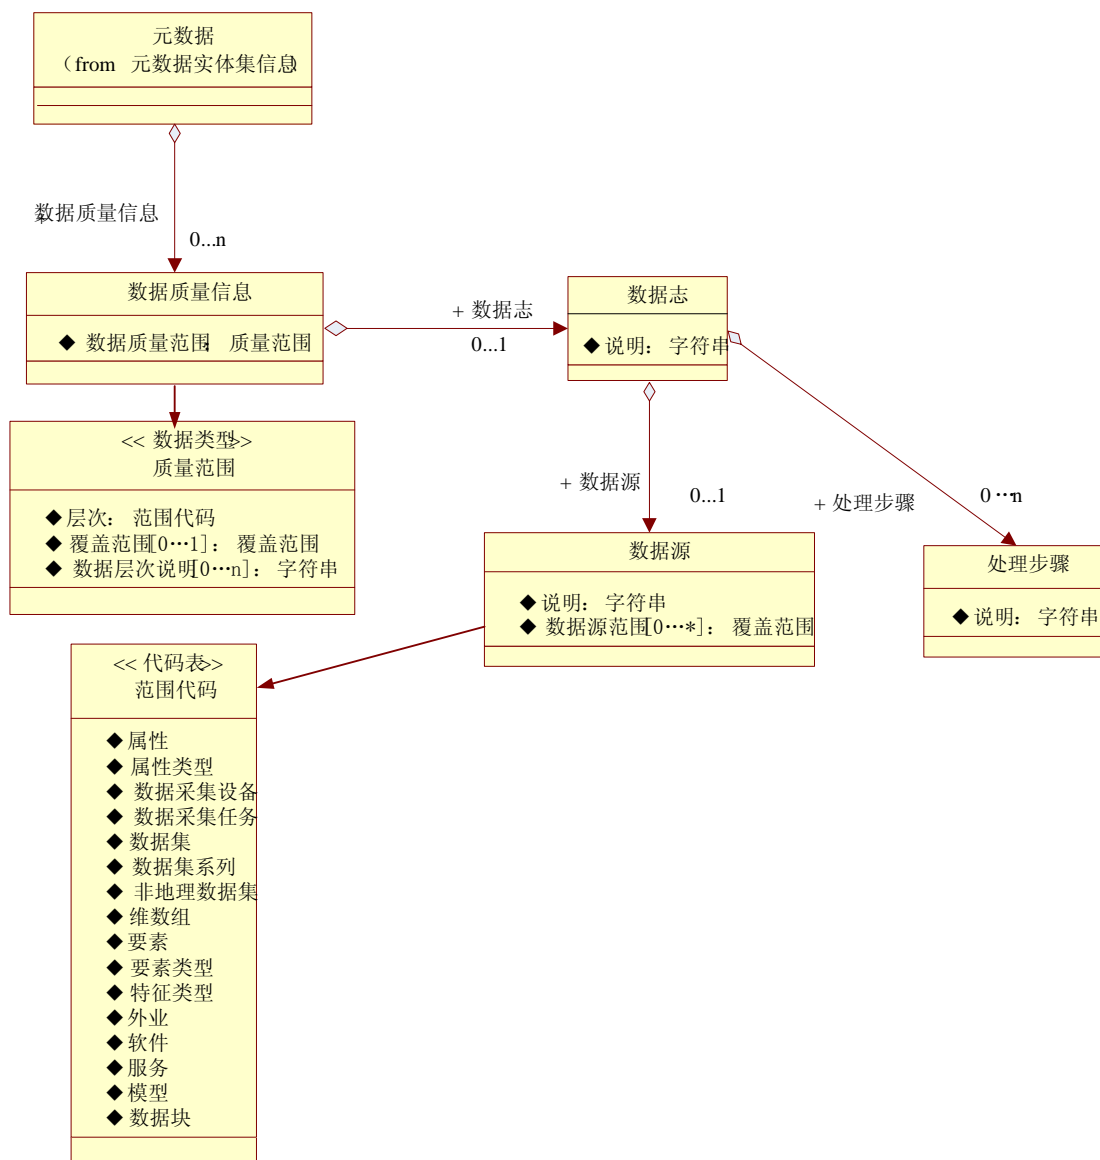 元数据
（from 元数据实体集信息）
+数据质量信息
0...n
数据质量信息
◆ 数据质量范围： 质量范围
+ 数据志
0...1
数据志
◆说明： 字符串
<< 数据类型>>
质量范围
◆层次： 范围代码
◆ 覆盖范围[0…1]： 覆盖范围
◆ 数据层次说明[0…n]： 字符串
+ 数据源
0...1
+ 处理步骤
0…n
数据源
◆说明：字符串
◆ 数据源范围[0…*]： 覆盖范围
处理步骤
◆说明： 字符串
<< 代码表>>
范围代码
◆属性
◆属性类型
◆ 数据采集设备
◆ 数据采集任务
◆数据集
◆ 数据集系列
◆ 非地理数据集
◆维数组
◆要素
◆要素类型
◆特征类型
◆外业
◆软件
◆服务
◆模型
◆数据块